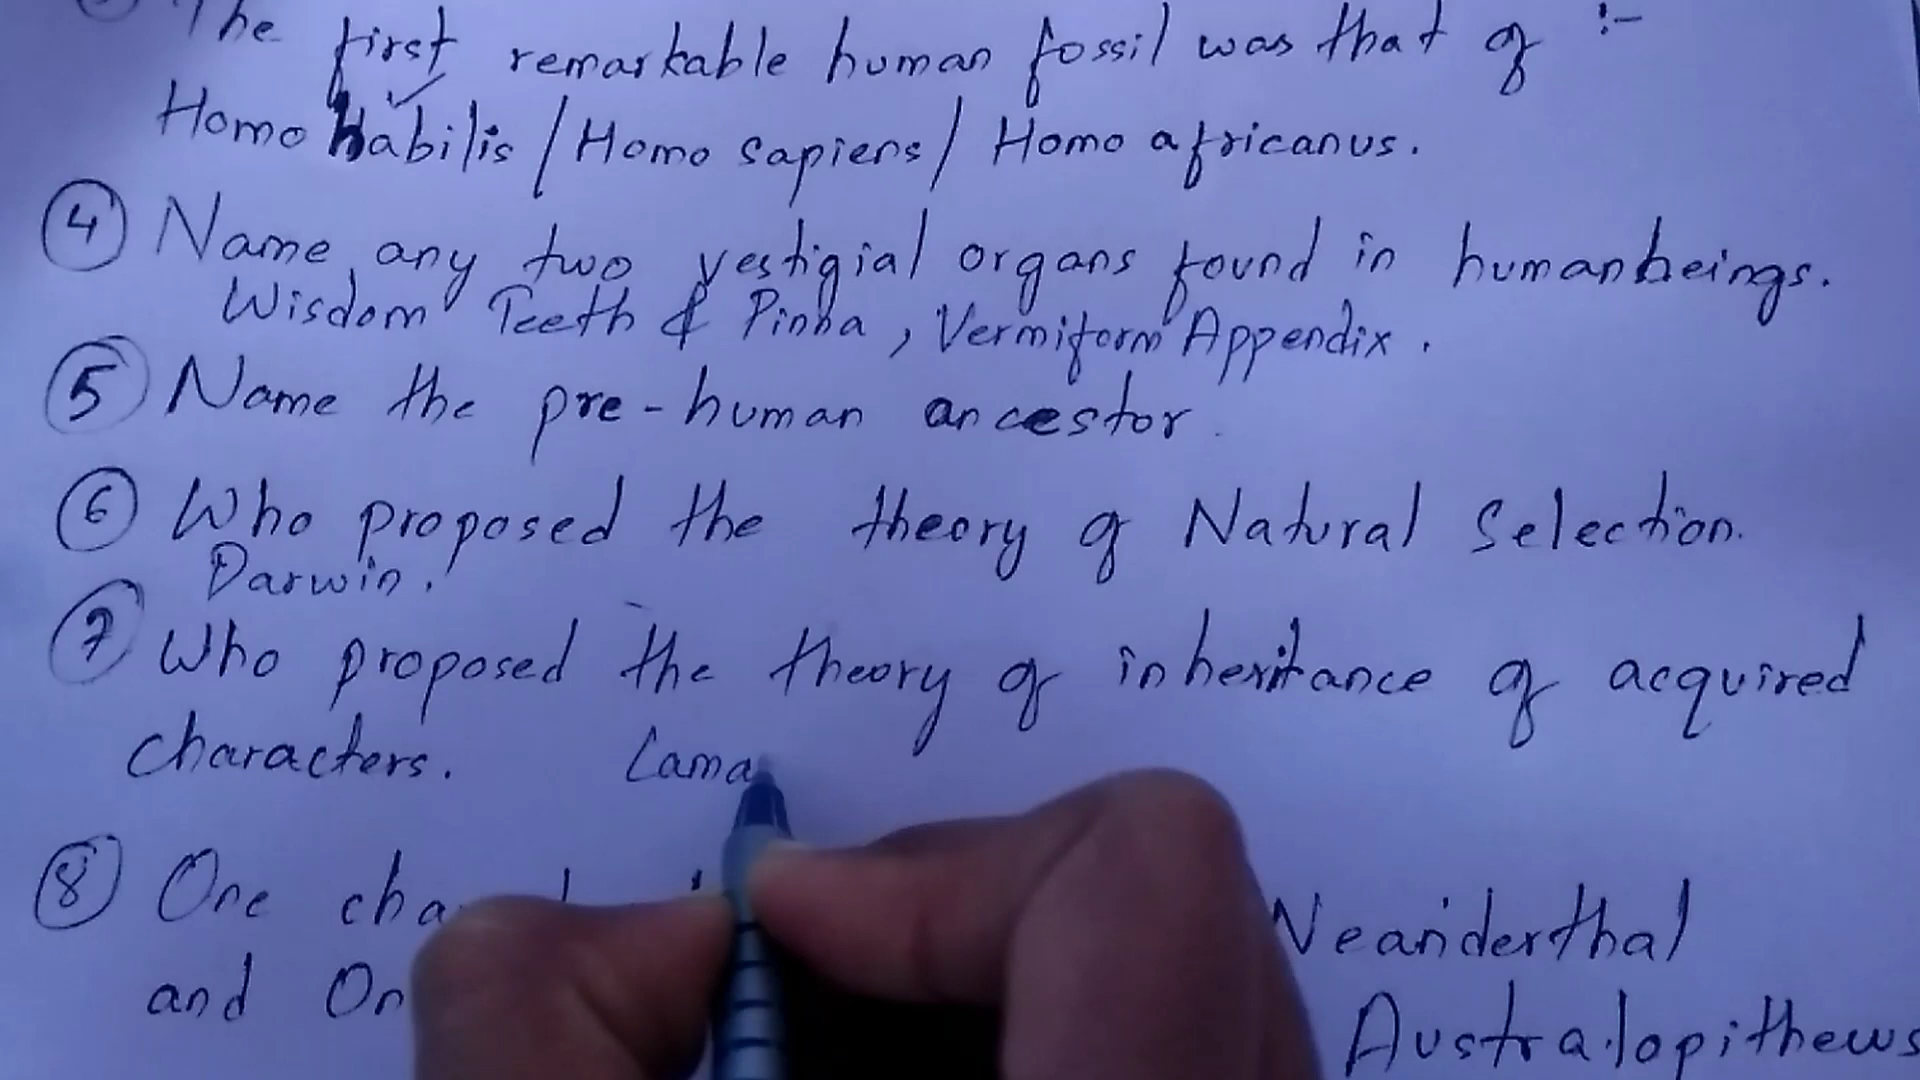 The first remarkable human fossil was that of :-
Homo habilis / Homo sapiens / Homo africanus.
④ Name any two vestigial organs found in humanbeings.
Wisdom Teeth & Pinna, Vermiform Appendix.
⑤ Name the pre-human ancestor.
⑥ Who proposed the theory of Natural Selection.
Darwin.
⑦ Who proposed the theory of inheritance of acquired
characters. Lama
⑧ One Neanderthal
and Australopithews